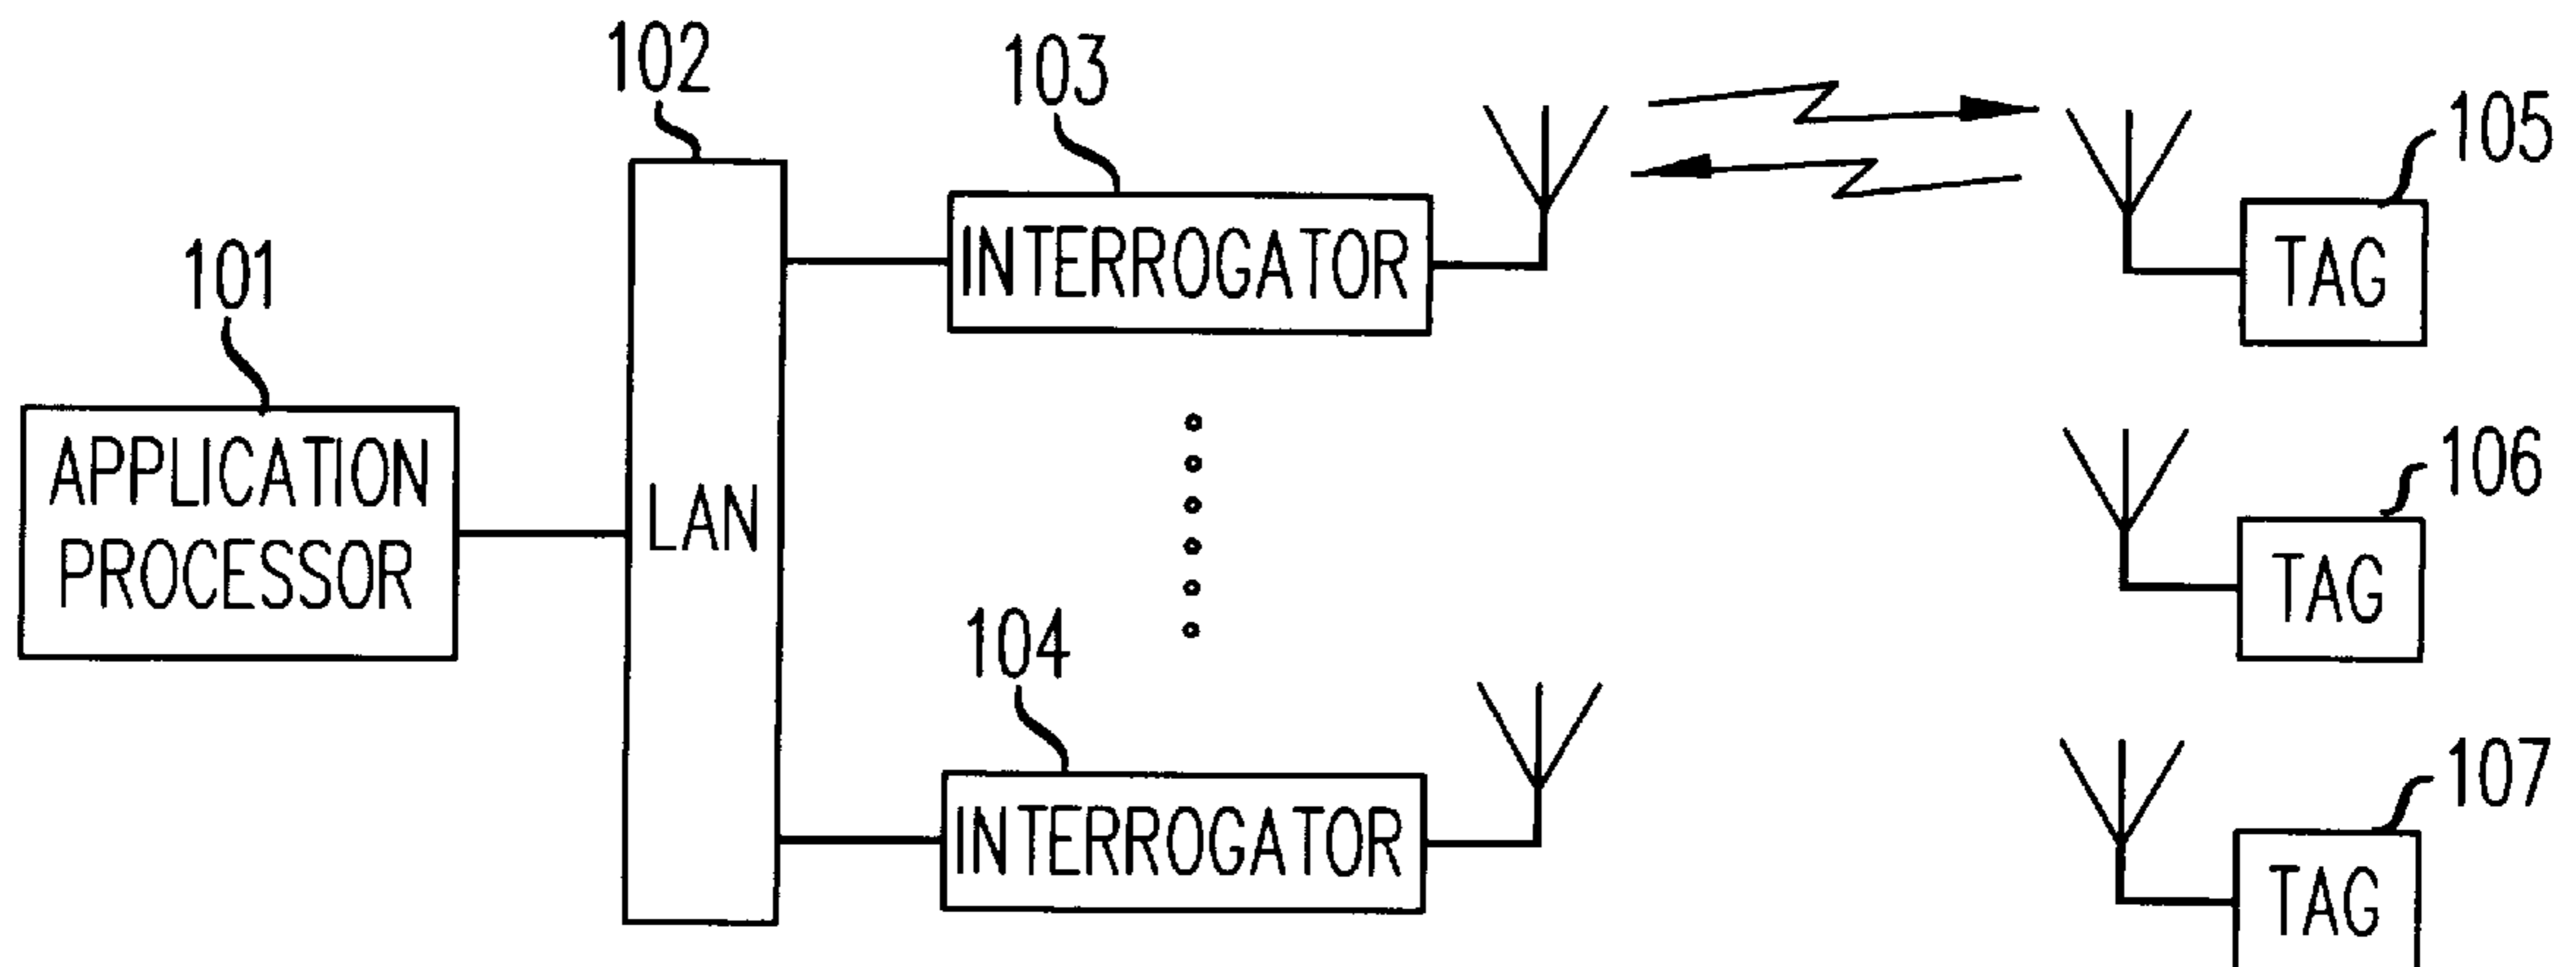 102
103
105
INTERROGATOR
TAG
101
106
APPLICATION
PROCESSOR
LAN
TAG
104
107
INTERROGATOR
TAG